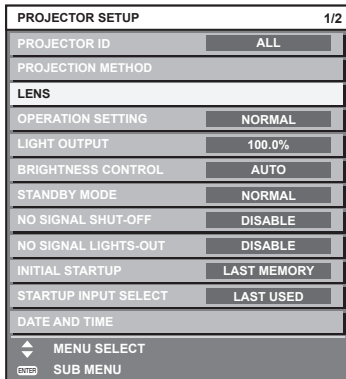 PROJECTOR SETUP 1/2
PROJECTOR ID ALL
PROJECTION METHOD
LENS
OPERATION SETTING NORMAL
LIGHT OUTPUT 100.0%
BRIGHTNESS CONTROL AUTO
STANDBY MODE NORMAL
NO SIGNAL SHUT-OFF DISABLE
NO SIGNAL LIGHTS-OUT DISABLE
INITIAL STARTUP LAST MEMORY
STARTUP INPUT SELECT LAST USED
DATE AND TIME
MENU SELECT
ENTER SUB MENU